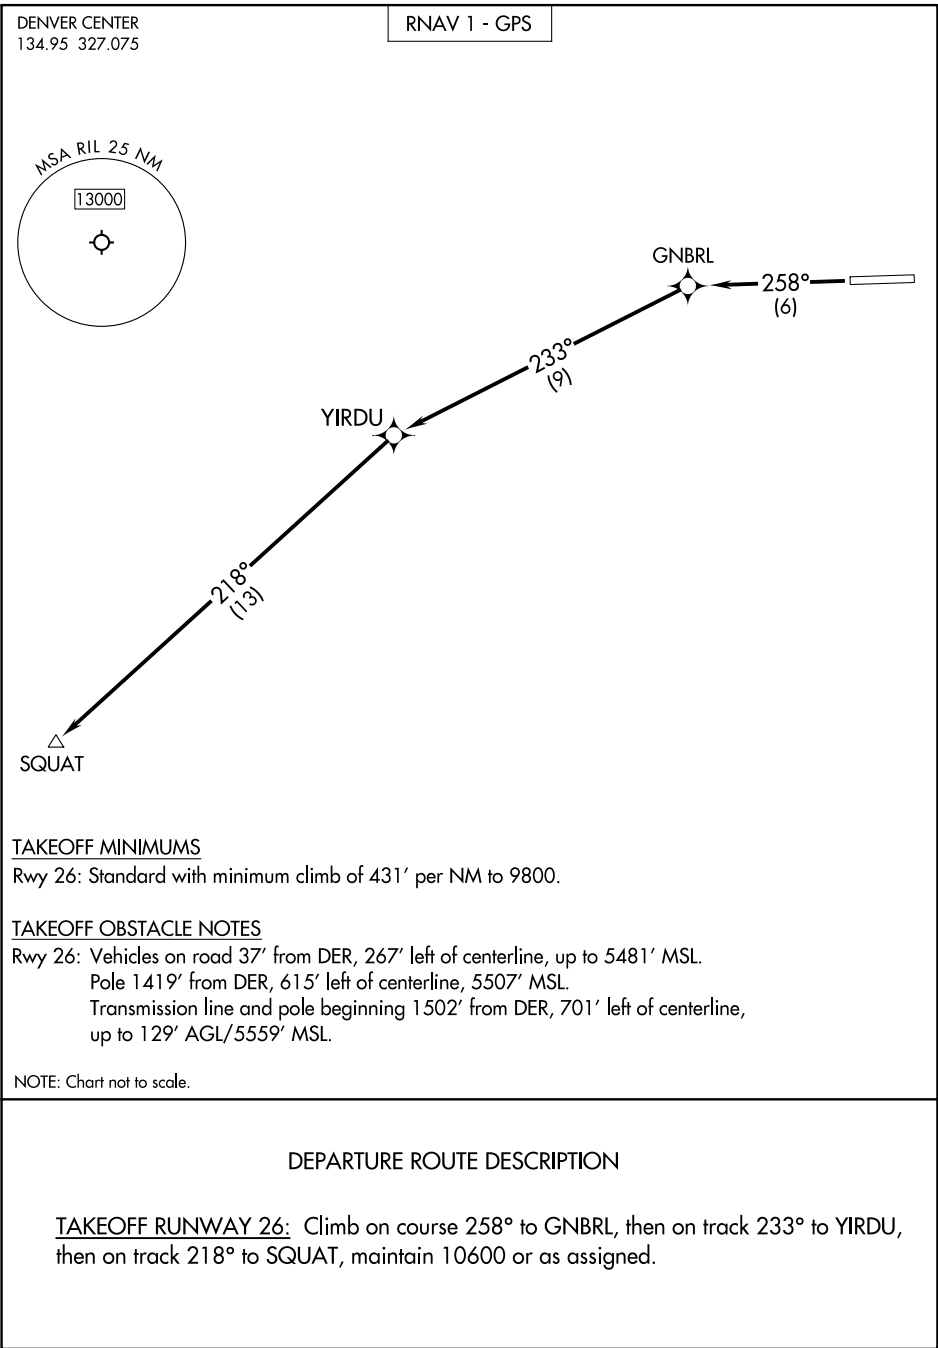 DENVER CENTER
134.95 327.075
RNAV 1 - GPS
MSA RIL 25 NM
13000
GNBRL
258°
(6)
233°
(9)
YIRDU
218°
(13)
SQUAT
TAKEOFF MINIMUMS
Rwy 26: Standard with minimum climb of 431' per NM to 9800.
TAKEOFF OBSTACLE NOTES
Rwy 26: Vehicles on road 37' from DER, 267' left of centerline, up to 5481' MSL.
Pole 1419' from DER, 615' left of centerline, 5507' MSL.
Transmission line and pole beginning 1502' from DER, 701' left of centerline,
up to 129' AGL/5559' MSL.
NOTE: Chart not to scale.
DEPARTURE ROUTE DESCRIPTION
TAKEOFF RUNWAY 26: Climb on course 258° to GNBRL, then on track 233° to YIRDU,
then on track 218° to SQUAT, maintain 10600 or as assigned.